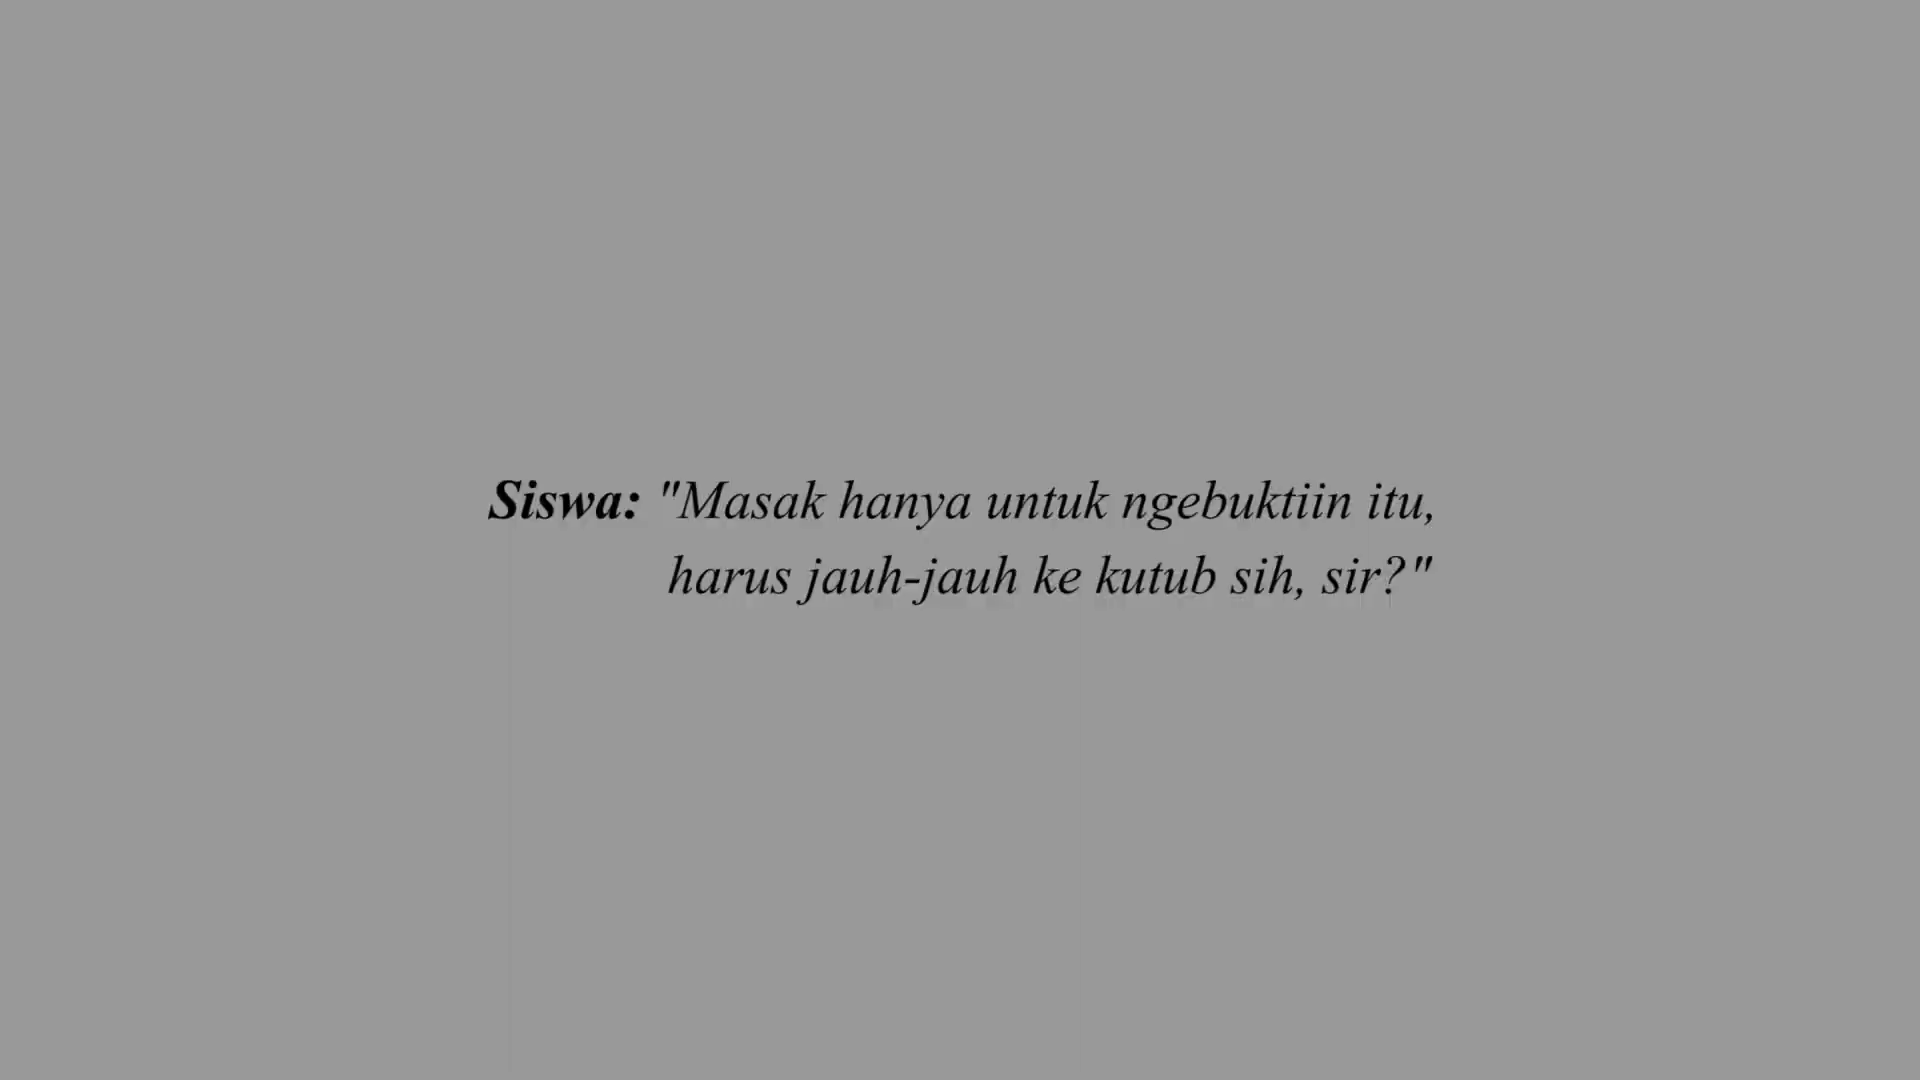 Siswa: "Masak hanya untuk ngebuktiin itu,
harus jauh-jauh ke kutub sih, sir?"